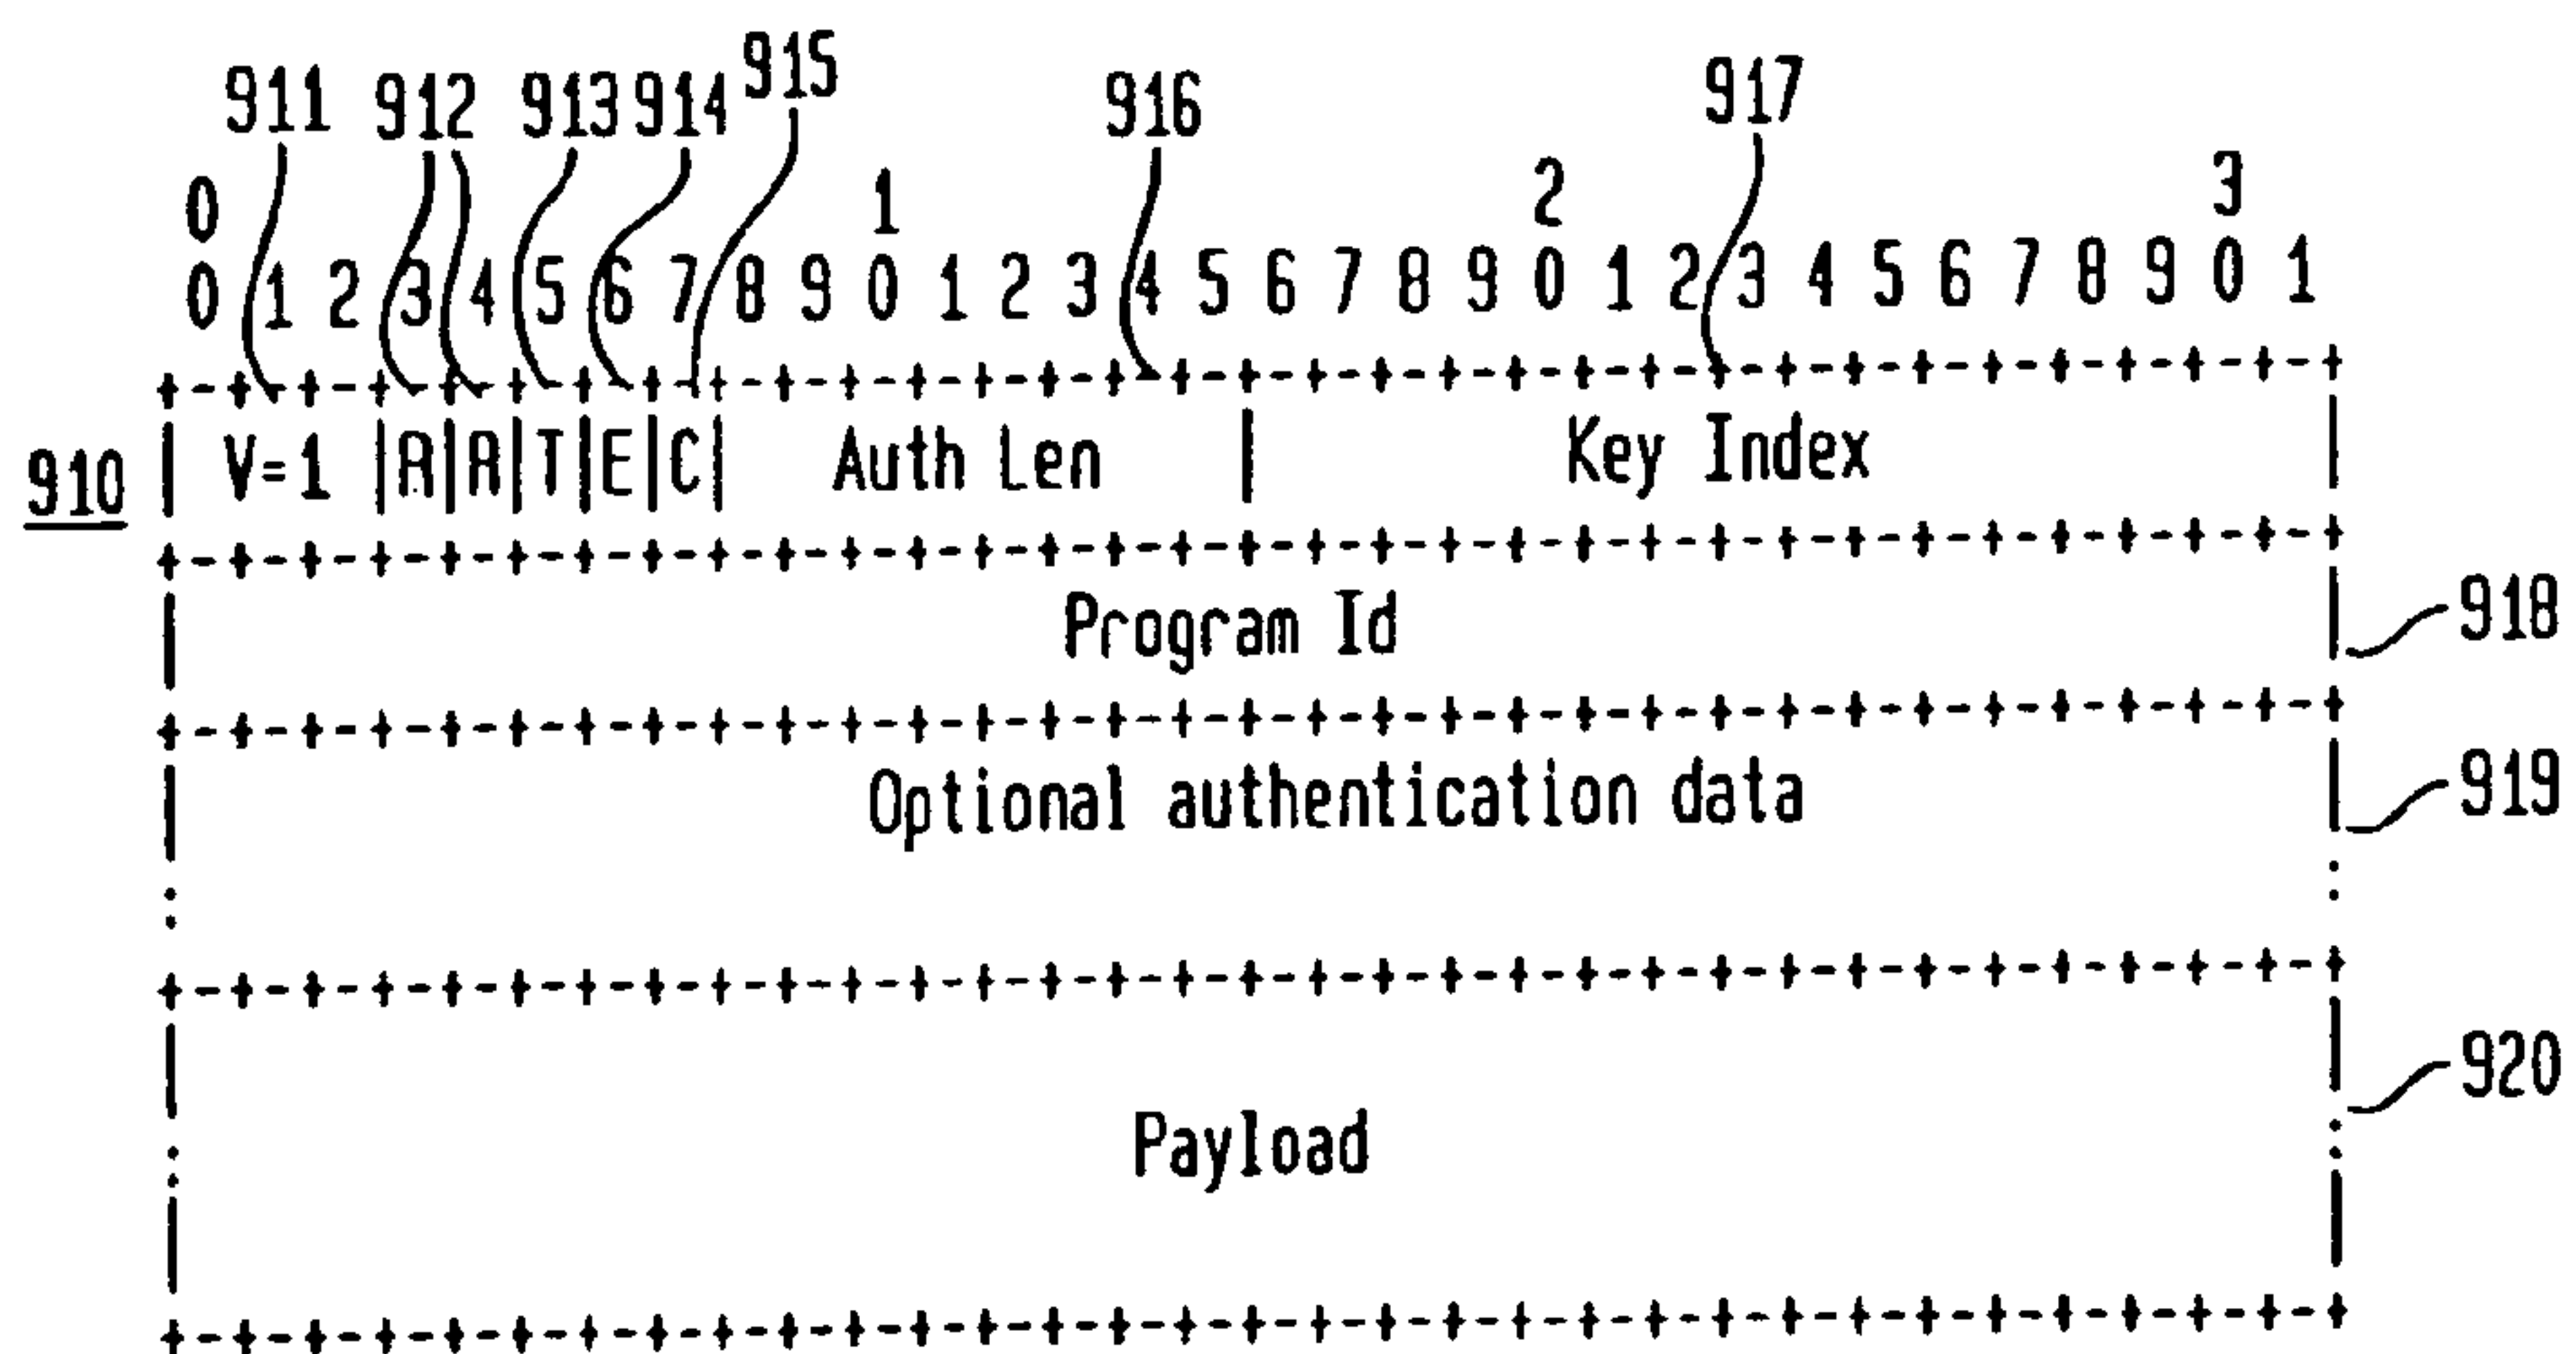 911 912 913 914 915 916 917
0 1 2 3
0 1 2 3 4 5 6 7 8 9 0 1 2 3 4 5 6 7 8 9 0 1 2 3 4 5 6 7 8 9 0 1
+-+-+-+-+-+-+-+-+-+-+-+-+-+-+-+-+-+-+-+-+-+-+-+-+-+-+-+-+-+-+-+-+
910 | V=1 |R|R|T|E|C| Auth Len | Key Index |
+-+-+-+-+-+-+-+-+-+-+-+-+-+-+-+-+-+-+-+-+-+-+-+-+-+-+-+-+-+-+-+-+
| Program Id | 918
+-+-+-+-+-+-+-+-+-+-+-+-+-+-+-+-+-+-+-+-+-+-+-+-+-+-+-+-+-+-+-+-+
| Optional authentication data | 919
: :
+-+-+-+-+-+-+-+-+-+-+-+-+-+-+-+-+-+-+-+-+-+-+-+-+-+-+-+-+-+-+-+-+
| | 920
: Payload :
| |
+-+-+-+-+-+-+-+-+-+-+-+-+-+-+-+-+-+-+-+-+-+-+-+-+-+-+-+-+-+-+-+-+